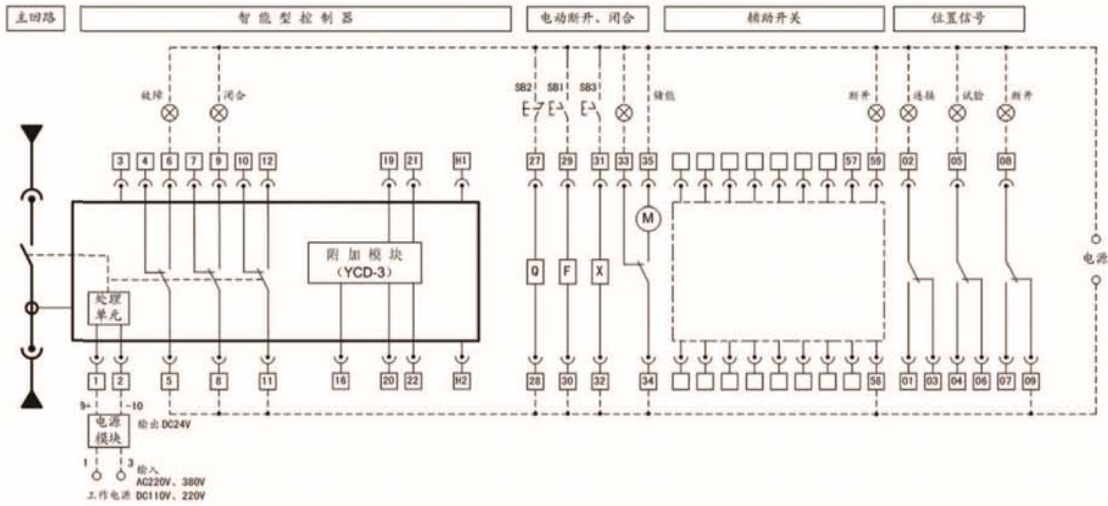 主回路 智能型控制器 电动断开、闭合 辅助开关 位置信号
SB2 SB1 SB3
故障 闭合 储能 断开 连接 试验 断开
3 4 6 7 9 10 12 19 21 H1 27 29 31 33 35 57 59 02 05 08
M
附加模块
(YCD-3)
Q F X
电源
处理
单元
1 2 5 8 11 16 20 22 H2 28 30 32 34 58 01 03 04 06 07 09
9+ -10
电源
模块
输出DC24V
1 3 输入
AC220V、380V
工作电源 DC110V、220V